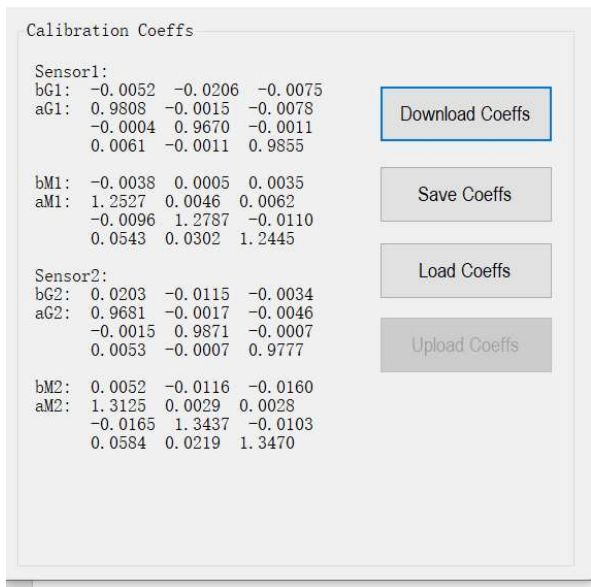 Calibration Coeffs
Sensor1:
bG1: -0.0052 -0.0206 -0.0075
aG1: 0.9808 -0.0015 -0.0078
-0.0004 0.9670 -0.0011
0.0061 -0.0011 0.9855
bM1: -0.0038 0.0005 0.0035
aM1: 1.2527 0.0046 0.0062
-0.0096 1.2787 -0.0110
0.0543 0.0302 1.2445
Sensor2:
bG2: 0.0203 -0.0115 -0.0034
aG2: 0.9681 -0.0017 -0.0046
-0.0015 0.9871 -0.0007
0.0053 -0.0007 0.9777
bM2: 0.0052 -0.0116 -0.0160
aM2: 1.3125 0.0029 0.0028
-0.0165 1.3437 -0.0103
0.0584 0.0219 1.3470
Download Coeffs
Save Coeffs
Load Coeffs
Upload Coeffs